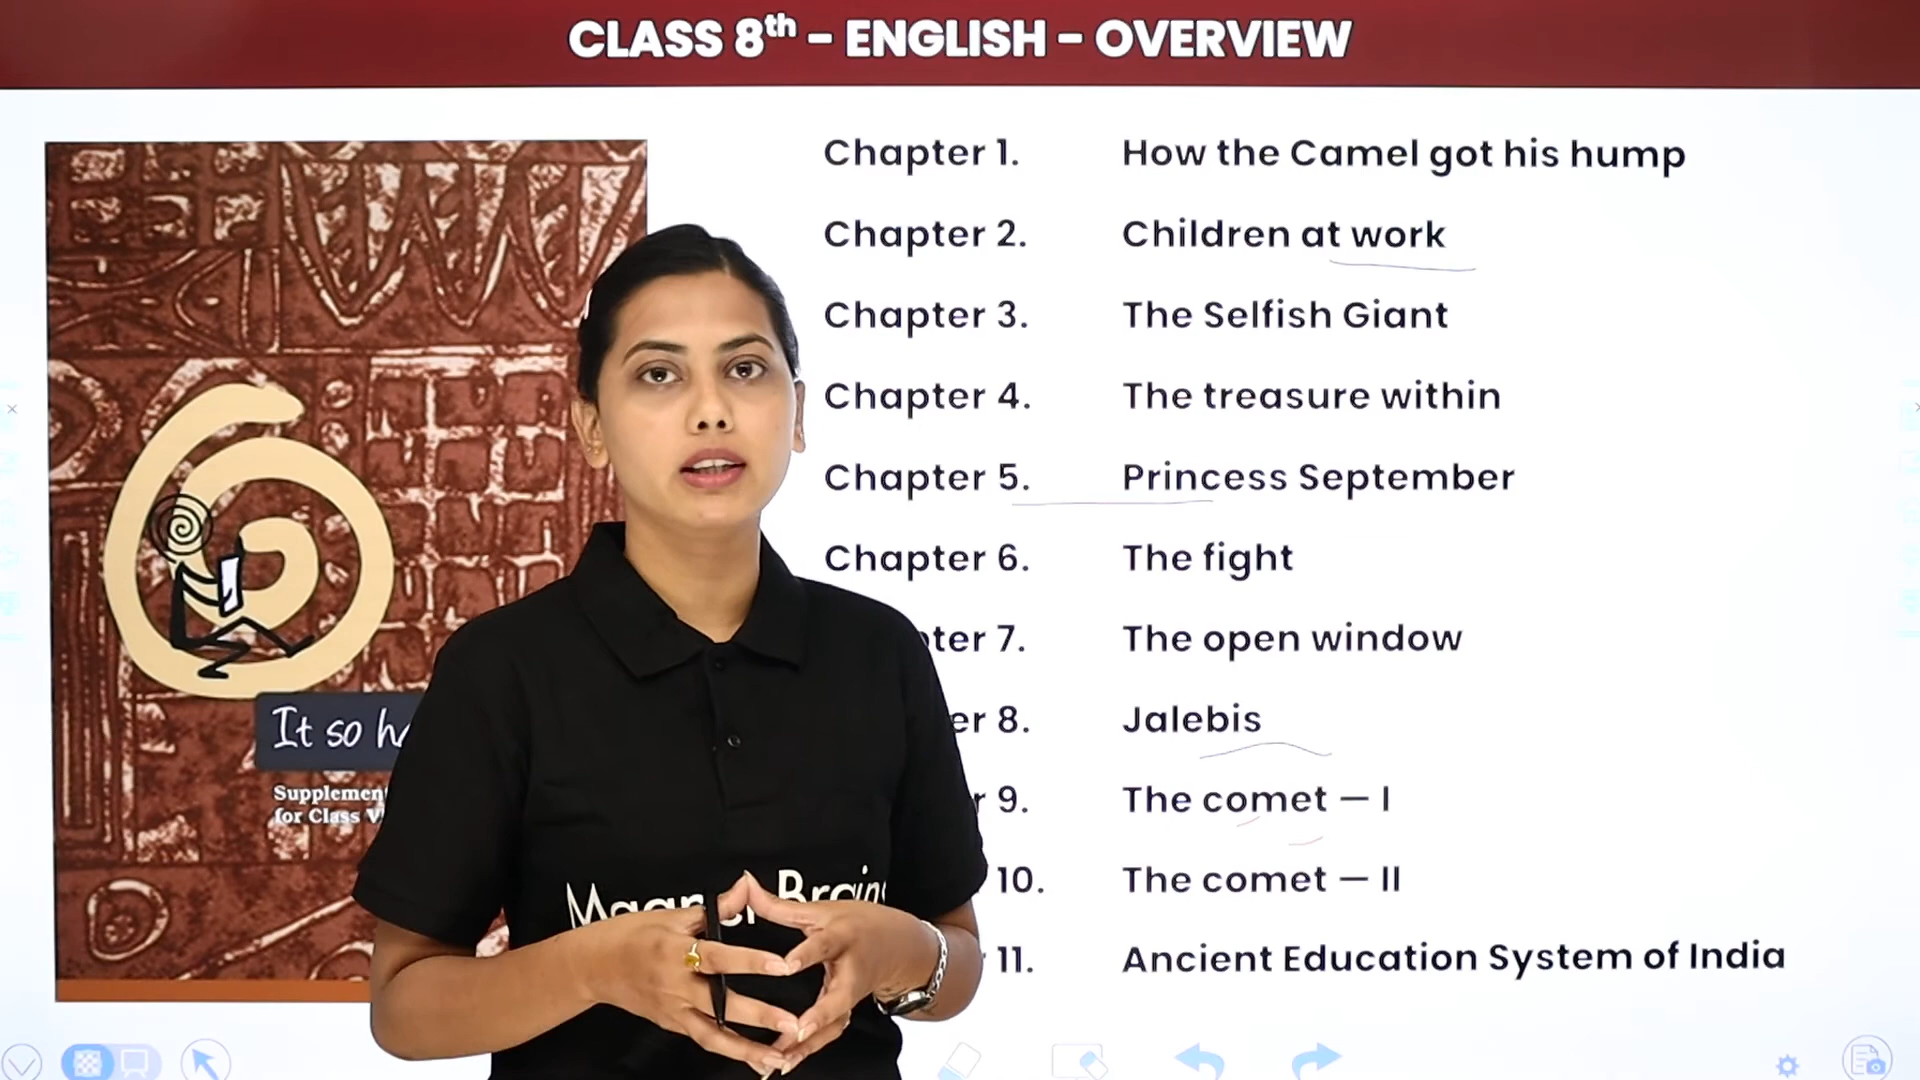 CLASS 8th – ENGLISH – OVERVIEW
Chapter 1. How the Camel got his hump
Chapter 2. Children at work
Chapter 3. The Selfish Giant
Chapter 4. The treasure within
Chapter 5. Princess September
Chapter 6. The fight
7. The open window
8. Jalebis
9. The comet – I
10. The comet – II
11. Ancient Education System of India
It so
for Class